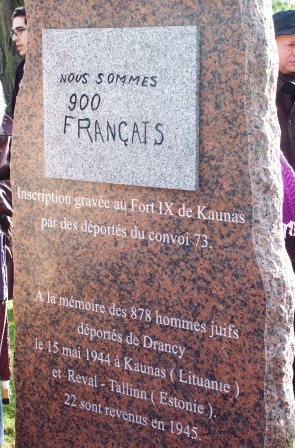 NOUS SOMMES
900
FRANÇAIS
Inscription gravée au Fort IX de Kaunas
par des déportés du convoi 73.
A la mémoire des 878 hommes juifs
déportés de Drancy
le 15 mai 1944 à Kaunas ( Lituanie )
et Reval - Tallinn ( Estonie ).
22 sont revenus en 1945.